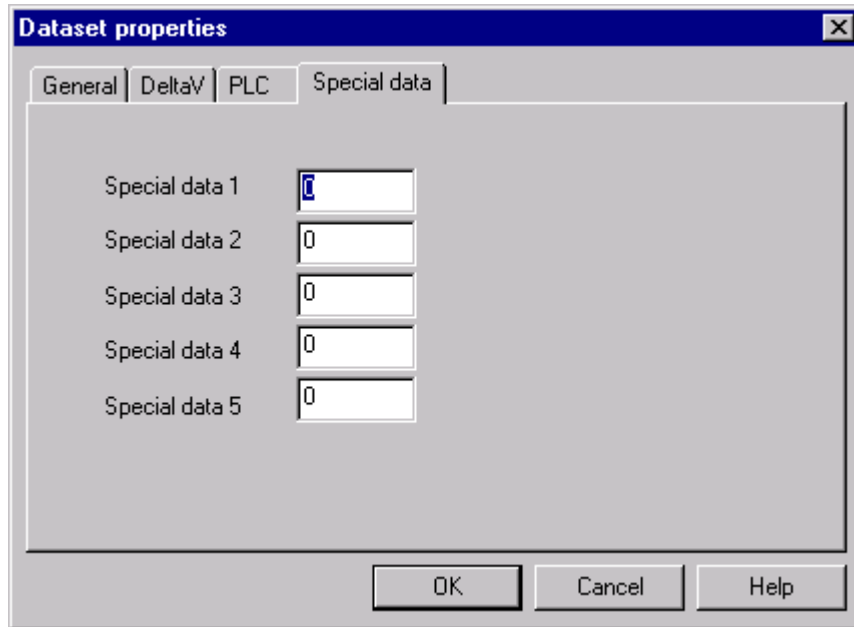 Dataset properties
General DeltaV PLC Special data
Special data 1 0
Special data 2 0
Special data 3 0
Special data 4 0
Special data 5 0
OK Cancel Help